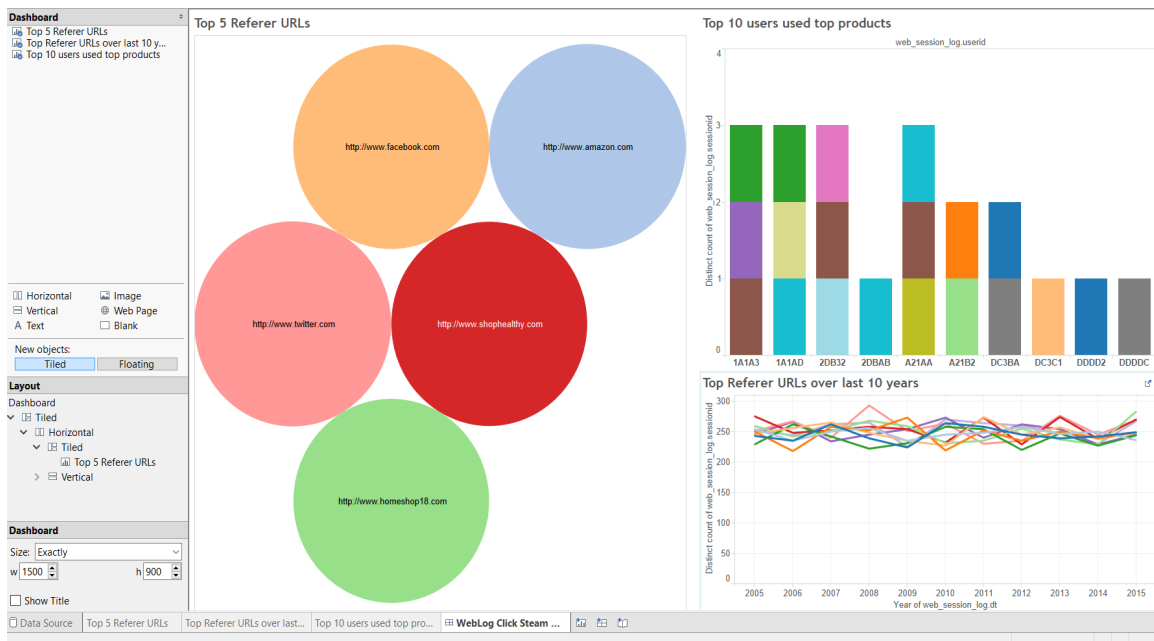 Dashboard
Top 5 Referer URLs
Top Referer URLs over last 10 y...
Top 10 users used top products
Horizontal
Image
Vertical
Web Page
A Text
Blank
New objects:
Tiled
Floating
Layout
Dashboard
Tiled
Horizontal
Tiled
Top 5 Referer URLs
Vertical
Dashboard
Size: Exactly
w 1500
h 900
Show Title
Top 5 Referer URLs
http://www.facebook.com
http://www.amazon.com
http://www.twitter.com
http://www.shophealthy.com
http://www.homeshop18.com
Top 10 users used top products
web_session_log.userid
Distinct count of web_session_log.sessionid
4
3
2
1
0
1A1A3 1A1AD 2DB32 2DBAB A21AA A21B2 DC3BA DC3C1 DDDD2 DDDDC
Top Referer URLs over last 10 years
Distinct count of web_session_log.sessionid
300
250
200
150
100
50
0
2005 2006 2007 2008 2009 2010 2011 2012 2013 2014 2015
Year of web_session_log.dt
Data Source
Top 5 Referer URLs
Top Referer URLs over last...
Top 10 users used top pro...
WebLog Click Steam ...